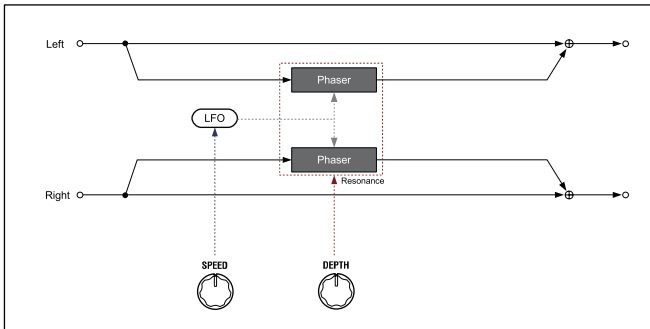 Left
Phaser
LFO
Phaser
Resonance
Right
SPEED
DEPTH